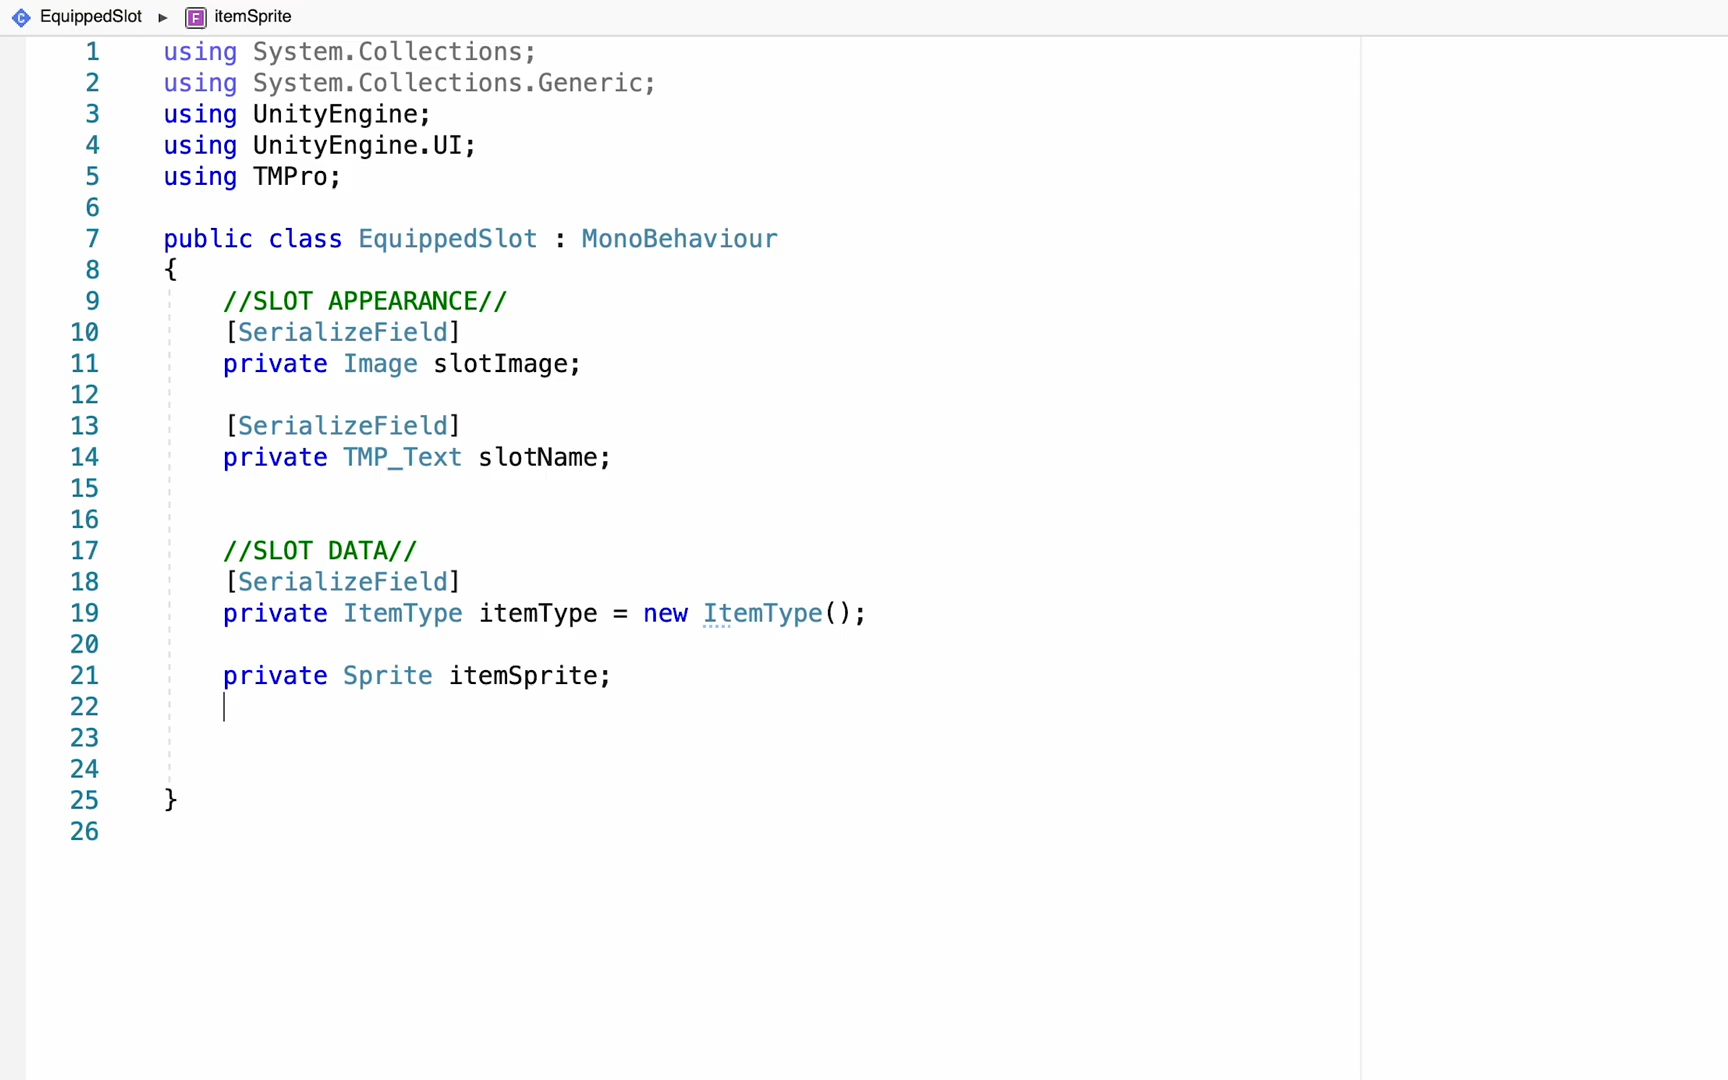 EquippedSlot ▸ F itemSprite
1 using System.Collections;
2 using System.Collections.Generic;
3 using UnityEngine;
4 using UnityEngine.UI;
5 using TMPro;
6
7 public class EquippedSlot : MonoBehaviour
8 {
9 //SLOT APPEARANCE//
10 [SerializeField]
11 private Image slotImage;
12
13 [SerializeField]
14 private TMP_Text slotName;
15
16
17 //SLOT DATA//
18 [SerializeField]
19 private ItemType itemType = new ItemType();
20
21 private Sprite itemSprite;
22
23
24
25 }
26